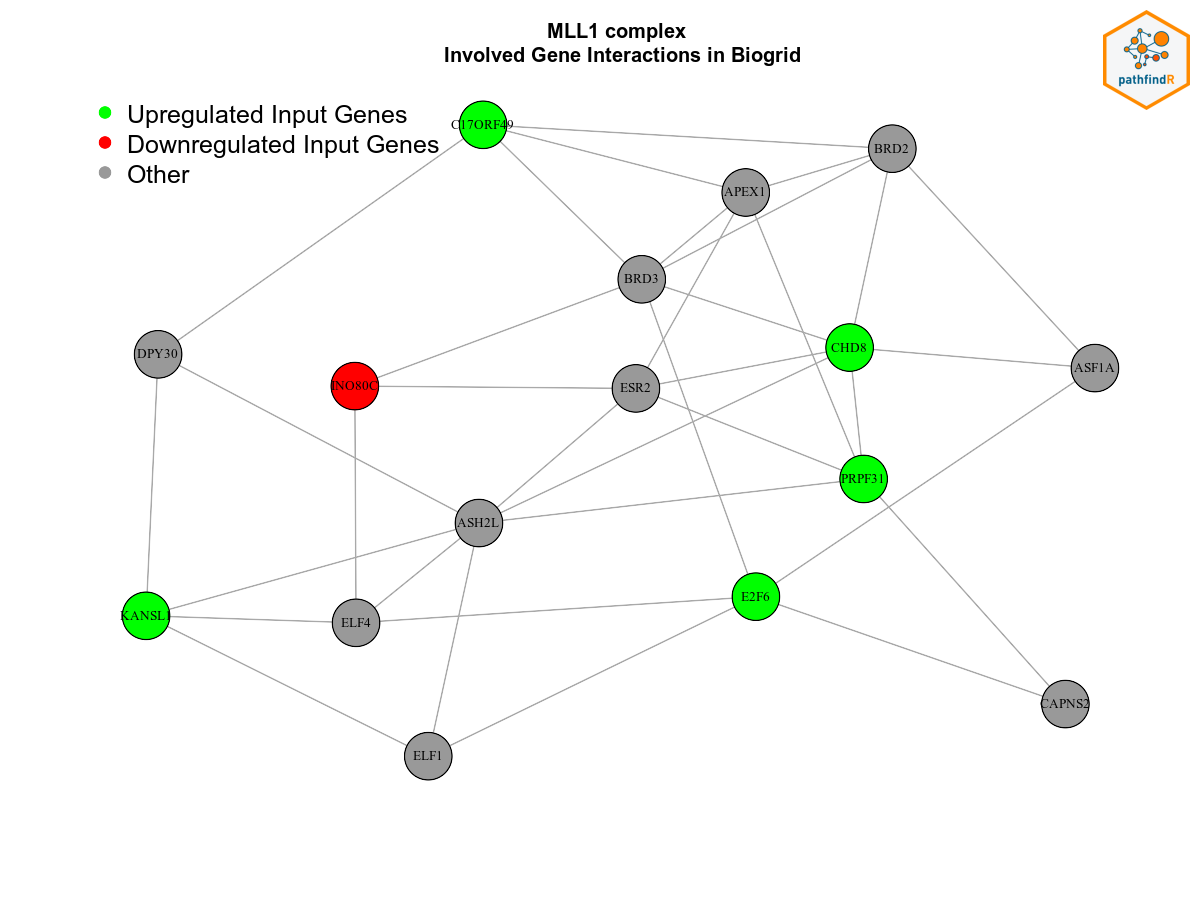 MLL1 complex
Involved Gene Interactions in Biogrid
pathfindR
Upregulated Input Genes
Downregulated Input Genes
Other
C17ORF49
BRD2
APEX1
BRD3
CHD8
DPY30
ASF1A
INO80C
ESR2
PRPF31
ASH2L
E2F6
KANSL1
ELF4
CAPNS2
ELF1